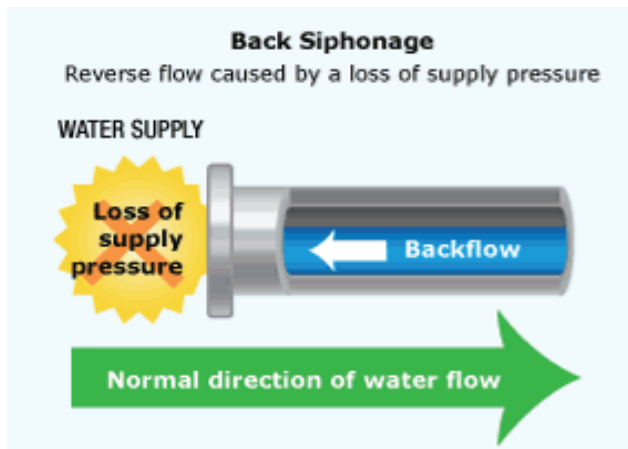 Back Siphonage
Reverse flow caused by a loss of supply pressure
WATER SUPPLY
Loss of
supply
pressure
Backflow
Normal direction of water flow